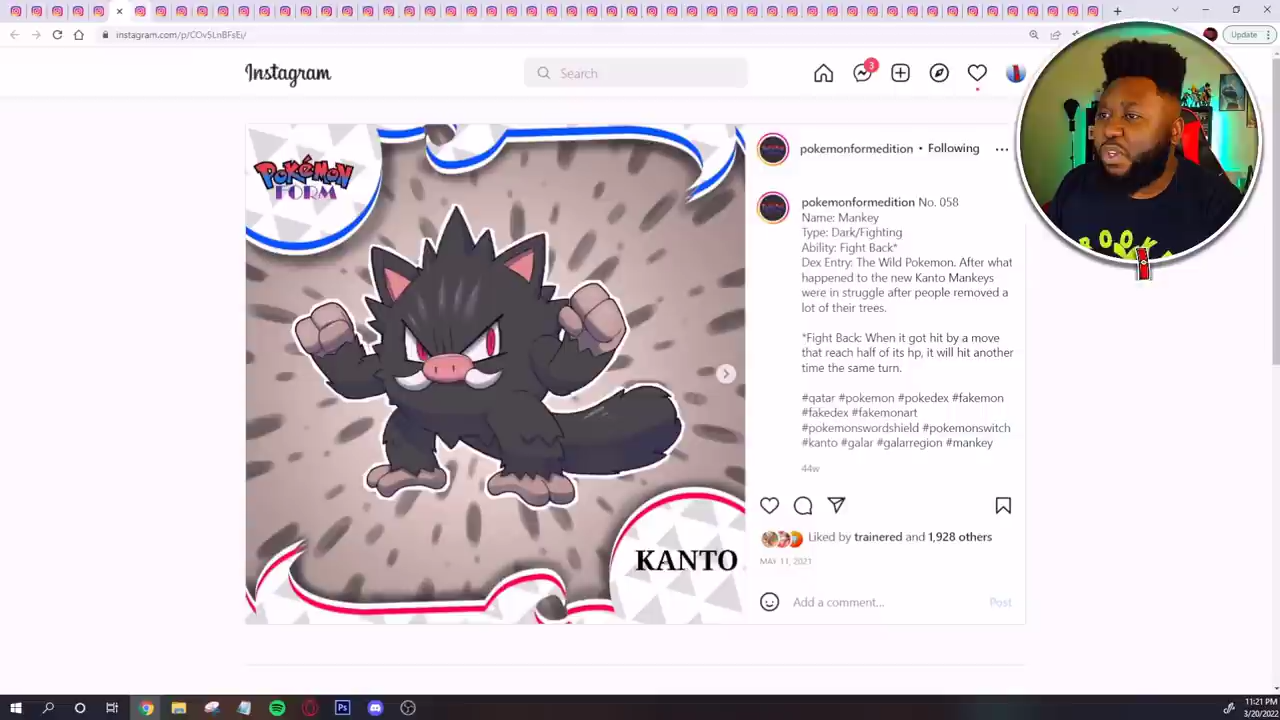 instagram.com/p/COv5LnBFsEi/
Update
Instagram
Search
3
POKÉMON
FORM
KANTO
pokemonformedition • Following
pokemonformedition No. 058
Name: Mankey
Type: Dark/Fighting
Ability: Fight Back*
Dex Entry: The Wild Pokemon. After what
happened to the new Kanto Mankeys
were in struggle after people removed a
lot of their trees.
*Fight Back: When it got hit by a move
that reach half of its hp, it will hit another
time the same turn.
#qatar #pokemon #pokedex #fakemon
#fakedex #fakemonart
#pokemonswordshield #pokemonswitch
#kanto #galar #galarregion #mankey
44w
Liked by trainered and 1,928 others
MAY 11, 2021
Add a comment...
Post
Ps
11:21 PM
3/20/2022